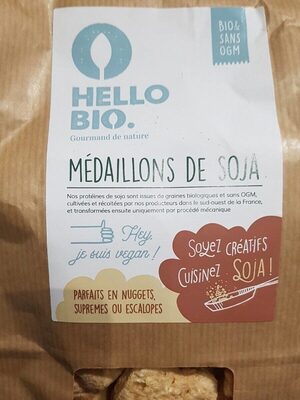 BIO &
SANS
OGM
HELLO
BIO.
Gourmand de nature
MÉDAILLONS DE SOJA
Nos protéines de soja sont issues de graines biologiques et sans OGM,
cultivées et récoltées par nos producteurs dans le sud-ouest de la France,
et transformées ensuite uniquement par procédé mécanique
Hey,
je suis vegan !
SOYEZ CRÉATIFS
CUISINEZ SOJA !
PARFAITS EN NUGGETS,
SUPREMES OU ESCALOPES